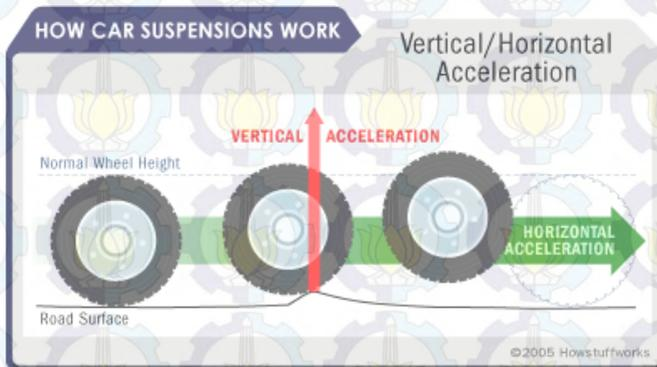 HOW CAR SUSPENSIONS WORK
Vertical/Horizontal
Acceleration
VERTICAL ACCELERATION
Normal Wheel Height
HORIZONTAL
ACCELERATION
Road Surface
©2005 Howstuffworks